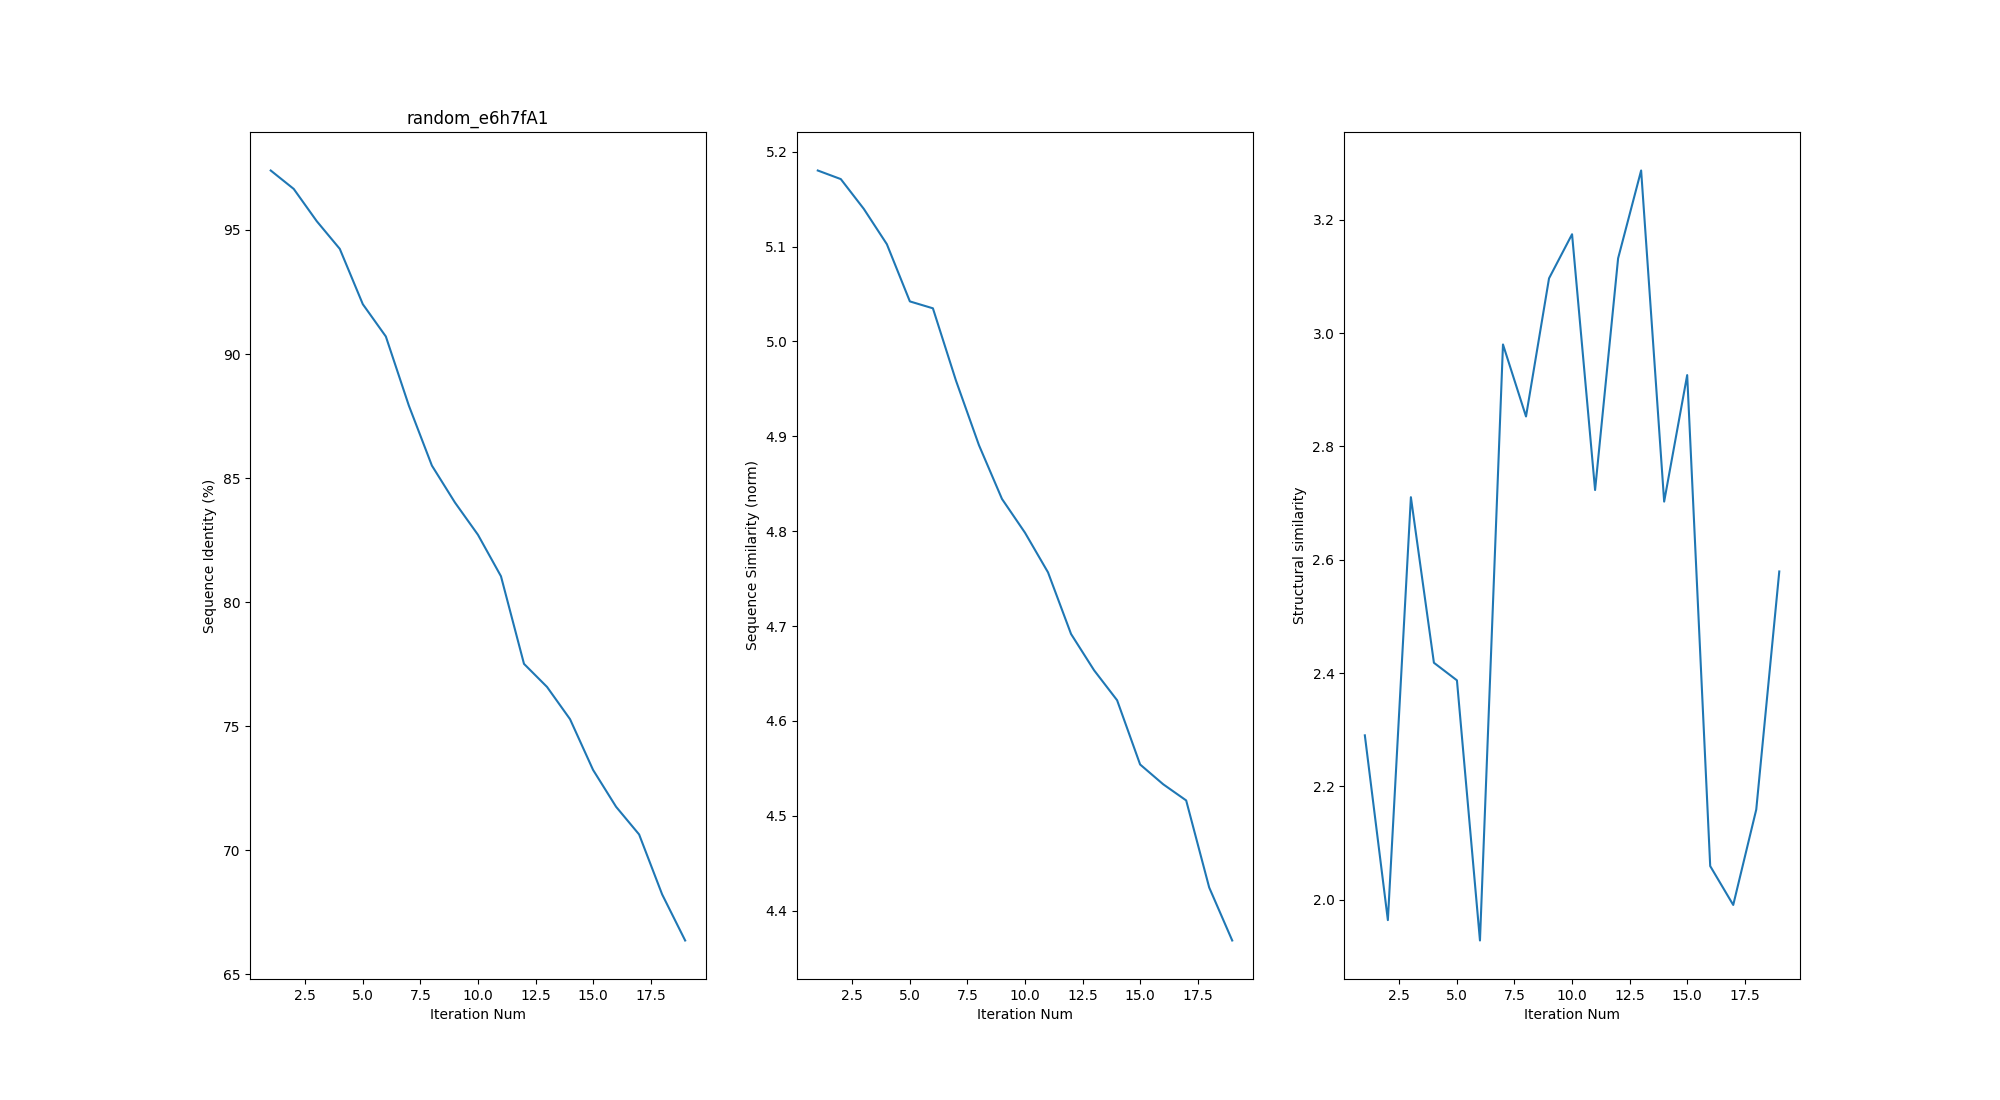 random_e6h7fA1
Sequence Identity (%)
95
90
85
80
75
70
65
2.5 5.0 7.5 10.0 12.5 15.0 17.5
Iteration Num
Sequence Similarity (norm)
5.2
5.1
5.0
4.9
4.8
4.7
4.6
4.5
4.4
2.5 5.0 7.5 10.0 12.5 15.0 17.5
Iteration Num
Structural similarity
3.2
3.0
2.8
2.6
2.4
2.2
2.0
2.5 5.0 7.5 10.0 12.5 15.0 17.5
Iteration Num